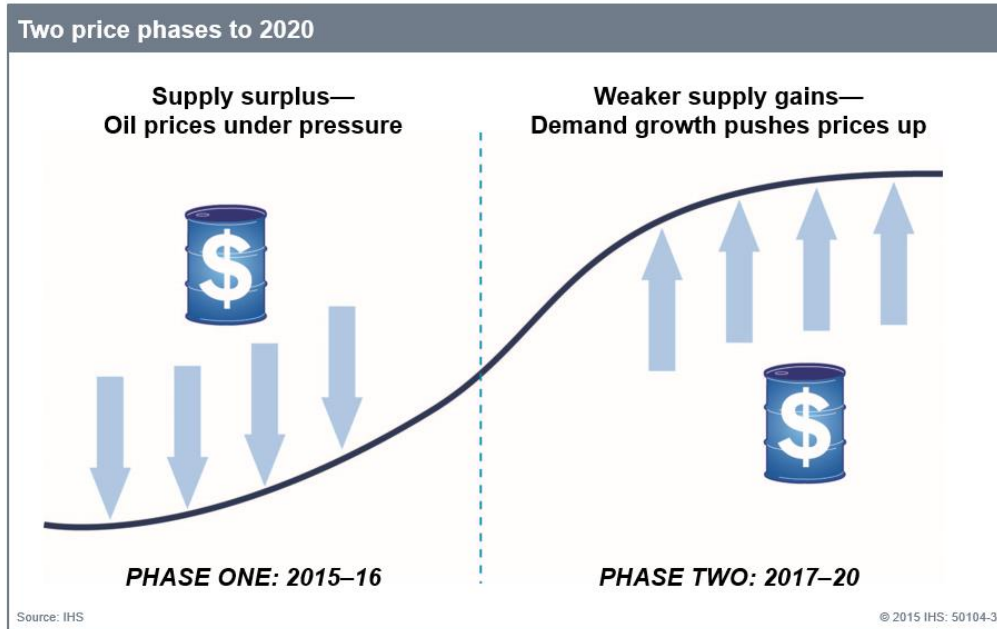 Two price phases to 2020
Supply surplus—
Oil prices under pressure
Weaker supply gains—
Demand growth pushes prices up
$
$
PHASE ONE: 2015–16
PHASE TWO: 2017–20
Source: IHS
© 2015 IHS: 50104-3